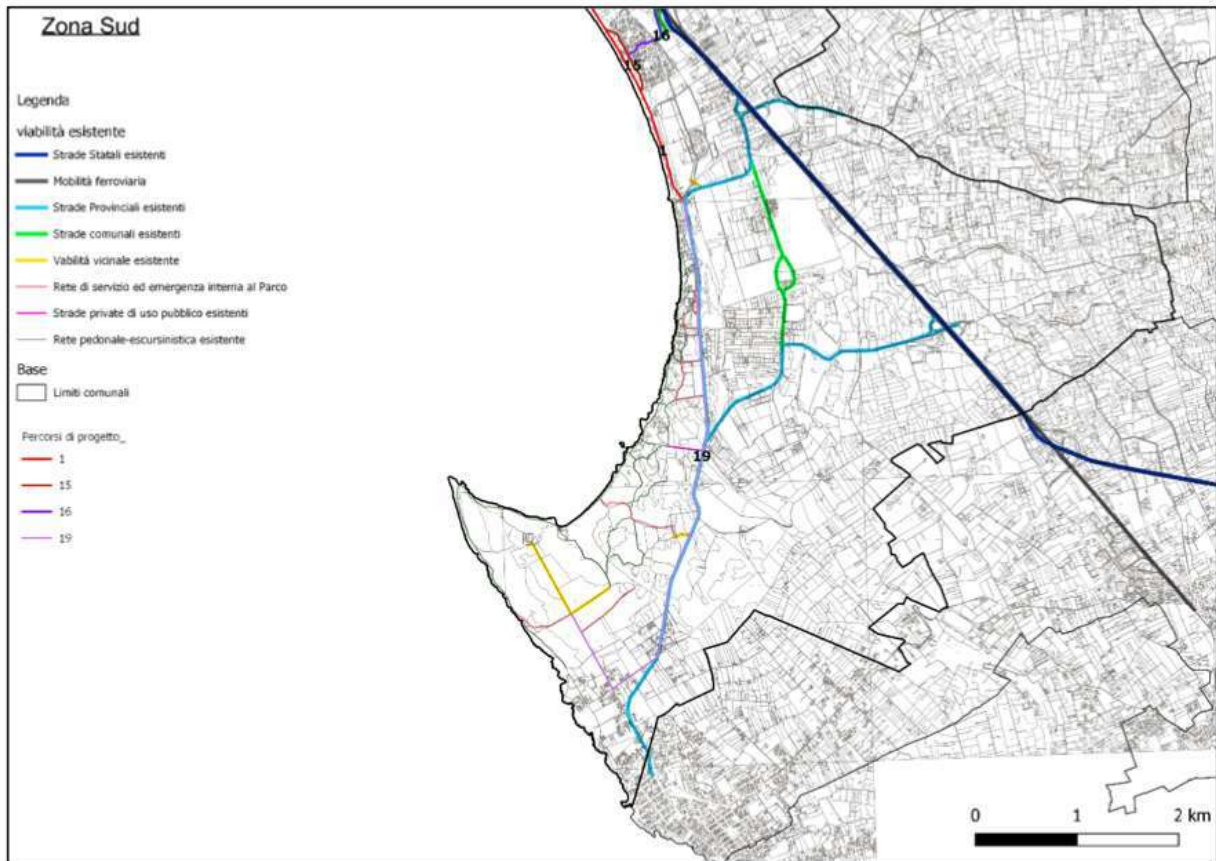 Zona Sud
Legenda
viabilità esistente
Strade Statali esistenti
Mobilità ferroviaria
Strade Provinciali esistenti
Strade comunali esistenti
Vabilità vicinale esistente
Rete di servizio ed emergenza interna al Parco
Strade private di uso pubblico esistenti
Rete pedonale-escursinistica esistente
Base
Limiti comunali
Percorsi di progetto_
1
15
16
19
16
15
1
19
0 1 2 km